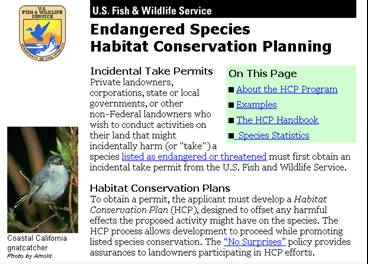 U.S.
FISH & WILDLIFE
SERVICE
U.S. Fish & Wildlife Service
Endangered Species
Habitat Conservation Planning
Incidental Take Permits
Private landowners,
corporations, state or local
governments, or other
non-Federal landowners who
wish to conduct activities on
their land that might
incidentally harm (or "take") a
species listed as endangered or threatened must first obtain an
incidental take permit from the U.S. Fish and Wildlife Service.
On This Page
About the HCP Program
Examples
The HCP Handbook
Species Statistics
Habitat Conservation Plans
To obtain a permit, the applicant must develop a Habitat
Conservation Plan (HCP), designed to offset any harmful
effects the proposed activity might have on the species. The
HCP process allows development to proceed while promoting
listed species conservation. The "No Surprises" policy provides
assurances to landowners participating in HCP efforts.
Coastal California
gnatcatcher
Photo by Arnold